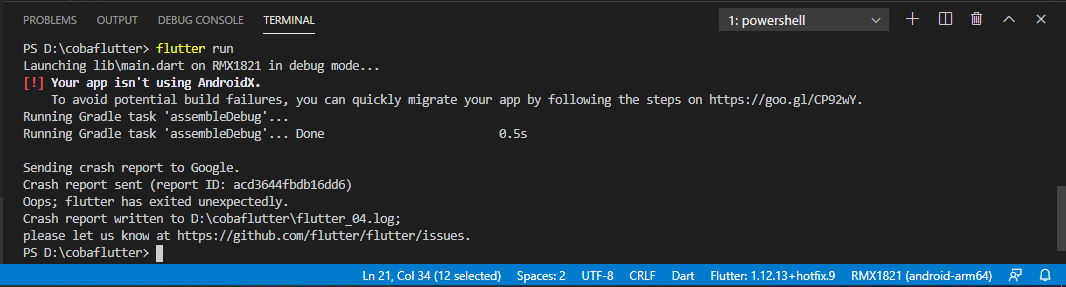 PROBLEMS OUTPUT DEBUG CONSOLE TERMINAL 1: powershell
PS D:\cobaflutter> flutter run
Launching lib\main.dart on RMX1821 in debug mode...
[!] Your app isn't using AndroidX.
    To avoid potential build failures, you can quickly migrate your app by following the steps on https://goo.gl/CP92wY.
Running Gradle task 'assembleDebug'...
Running Gradle task 'assembleDebug'... Done                         0.5s
Sending crash report to Google.
Crash report sent (report ID: acd3644fbdb16dd6)
Oops; flutter has exited unexpectedly.
Crash report written to D:\cobaflutter\flutter_04.log;
please let us know at https://github.com/flutter/flutter/issues.
PS D:\cobaflutter>
Ln 21, Col 34 (12 selected) Spaces: 2 UTF-8 CRLF Dart Flutter: 1.12.13+hotfix.9 RMX1821 (android-arm64)